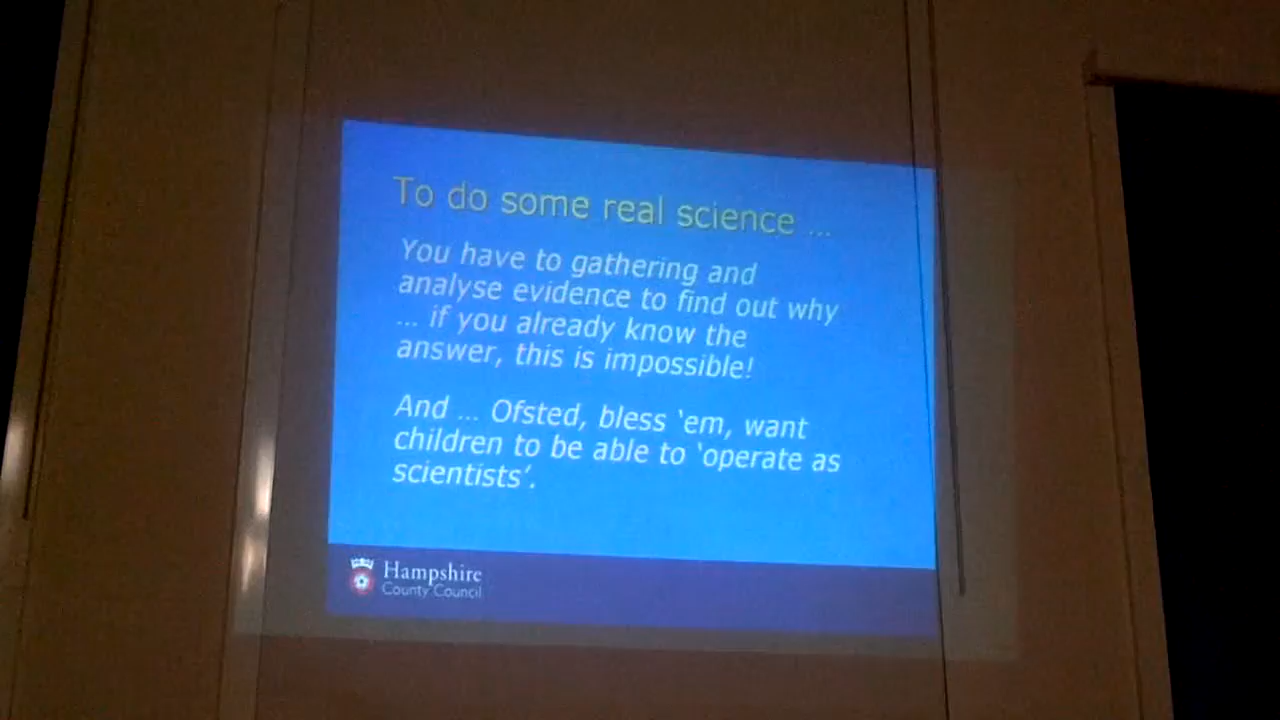 To do some real science ...
You have to gathering and
analyse evidence to find out why
... if you already know the
answer, this is impossible!
And ... Ofsted, bless ‘em, want
children to be able to ‘operate as
scientists’.
Hampshire
County Council